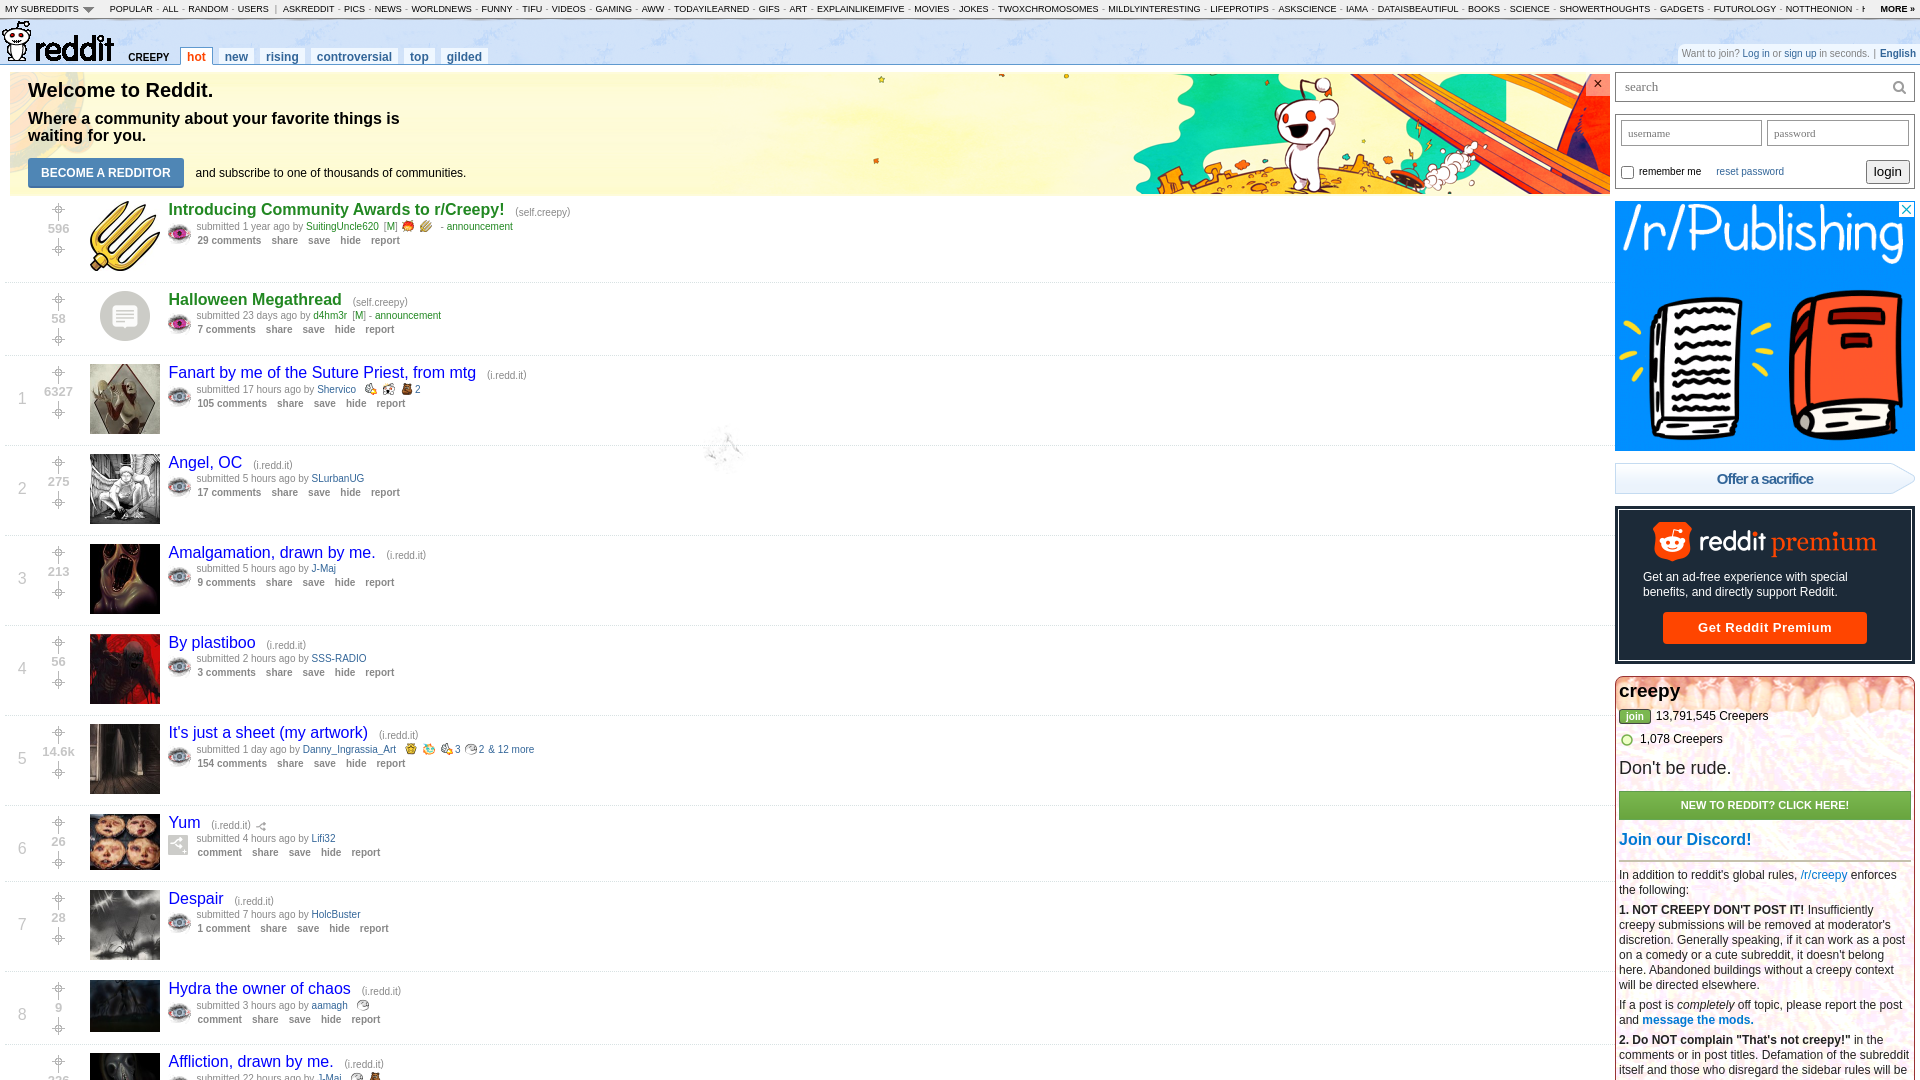 MY SUBREDDITS
POPULAR - ALL - RANDOM - USERS | ASKREDDIT - PICS - NEWS - WORLDNEWS - FUNNY - TIFU - VIDEOS - GAMING - AWW - TODAYILEARNED - GIFS - ART - EXPLAINLIKEIMFIVE - MOVIES - JOKES - TWOXCHROMOSOMES - MILDLYINTERESTING - LIFEPROTIPS - ASKSCIENCE - IAMA - DATAISBEAUTIFUL - BOOKS - SCIENCE - SHOWERTHOUGHTS - GADGETS - FUTUROLOGY - NOTTHEONION -
MORE »
reddit CREEPY hot new rising controversial top gilded
Want to join? Log in or sign up in seconds. | English
Welcome to Reddit.
Where a community about your favorite things is
waiting for you.
BECOME A REDDITOR and subscribe to one of thousands of communities.
×
596
Introducing Community Awards to r/Creepy! (self.creepy)
submitted 1 year ago by SuitingUncle620 [M] - announcement
29 comments share save hide report
58
Halloween Megathread (self.creepy)
submitted 23 days ago by d4hm3r [M] - announcement
7 comments share save hide report
1
6327
Fanart by me of the Suture Priest, from mtg (i.redd.it)
submitted 17 hours ago by Shervico 2
105 comments share save hide report
2
275
Angel, OC (i.redd.it)
submitted 5 hours ago by SLurbanUG
17 comments share save hide report
3
213
Amalgamation, drawn by me. (i.redd.it)
submitted 5 hours ago by J-Maj
9 comments share save hide report
4
56
By plastiboo (i.redd.it)
submitted 2 hours ago by SSS-RADIO
3 comments share save hide report
5
14.6k
It's just a sheet (my artwork) (i.redd.it)
submitted 1 day ago by Danny_Ingrassia_Art 3 2 & 12 more
154 comments share save hide report
6
26
Yum (i.redd.it)
submitted 4 hours ago by Lifi32
comment share save hide report
7
28
Despair (i.redd.it)
submitted 7 hours ago by HolcBuster
1 comment share save hide report
8
9
Hydra the owner of chaos (i.redd.it)
submitted 3 hours ago by aamagh
comment share save hide report
Affliction, drawn by me. (i.redd.it)
submitted 22 hours ago by J-Maj
search
username password
remember me reset password login
/r/Publishing
Offer a sacrifice
reddit premium
Get an ad-free experience with special
benefits, and directly support Reddit.
Get Reddit Premium
creepy
join 13,791,545 Creepers
1,078 Creepers
Don't be rude.
NEW TO REDDIT? CLICK HERE!
Join our Discord!
In addition to reddit's global rules, /r/creepy enforces
the following:
1. NOT CREEPY DON'T POST IT! Insufficiently
creepy submissions will be removed at moderator's
discretion. Generally speaking, if it can work as a post
on a comedy or a cute subreddit, it doesn't belong
here. Abandoned buildings without a creepy context
will be directed elsewhere.
If a post is completely off topic, please report the post
and message the mods.
2. Do NOT complain "That's not creepy!" in the
comments or in post titles. Defamation of the subreddit
itself and those who disregard the sidebar rules will be